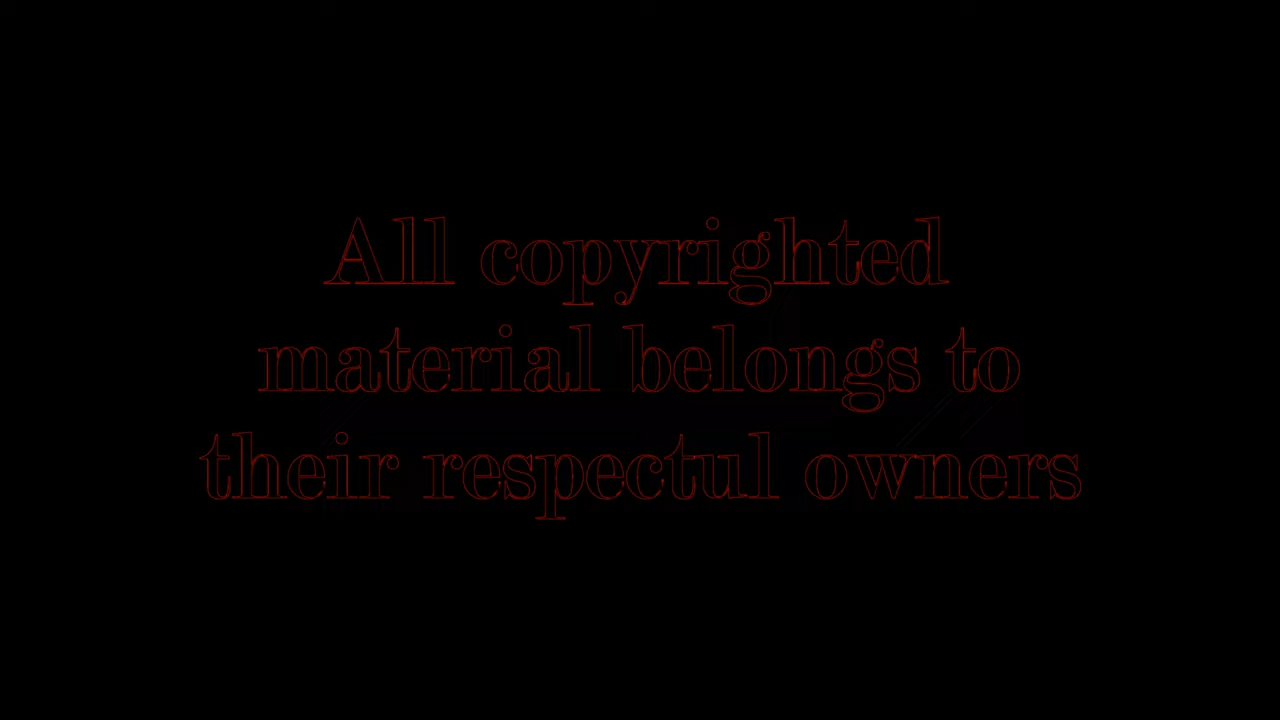 All copyrighted
material belongs to
their respectul owners